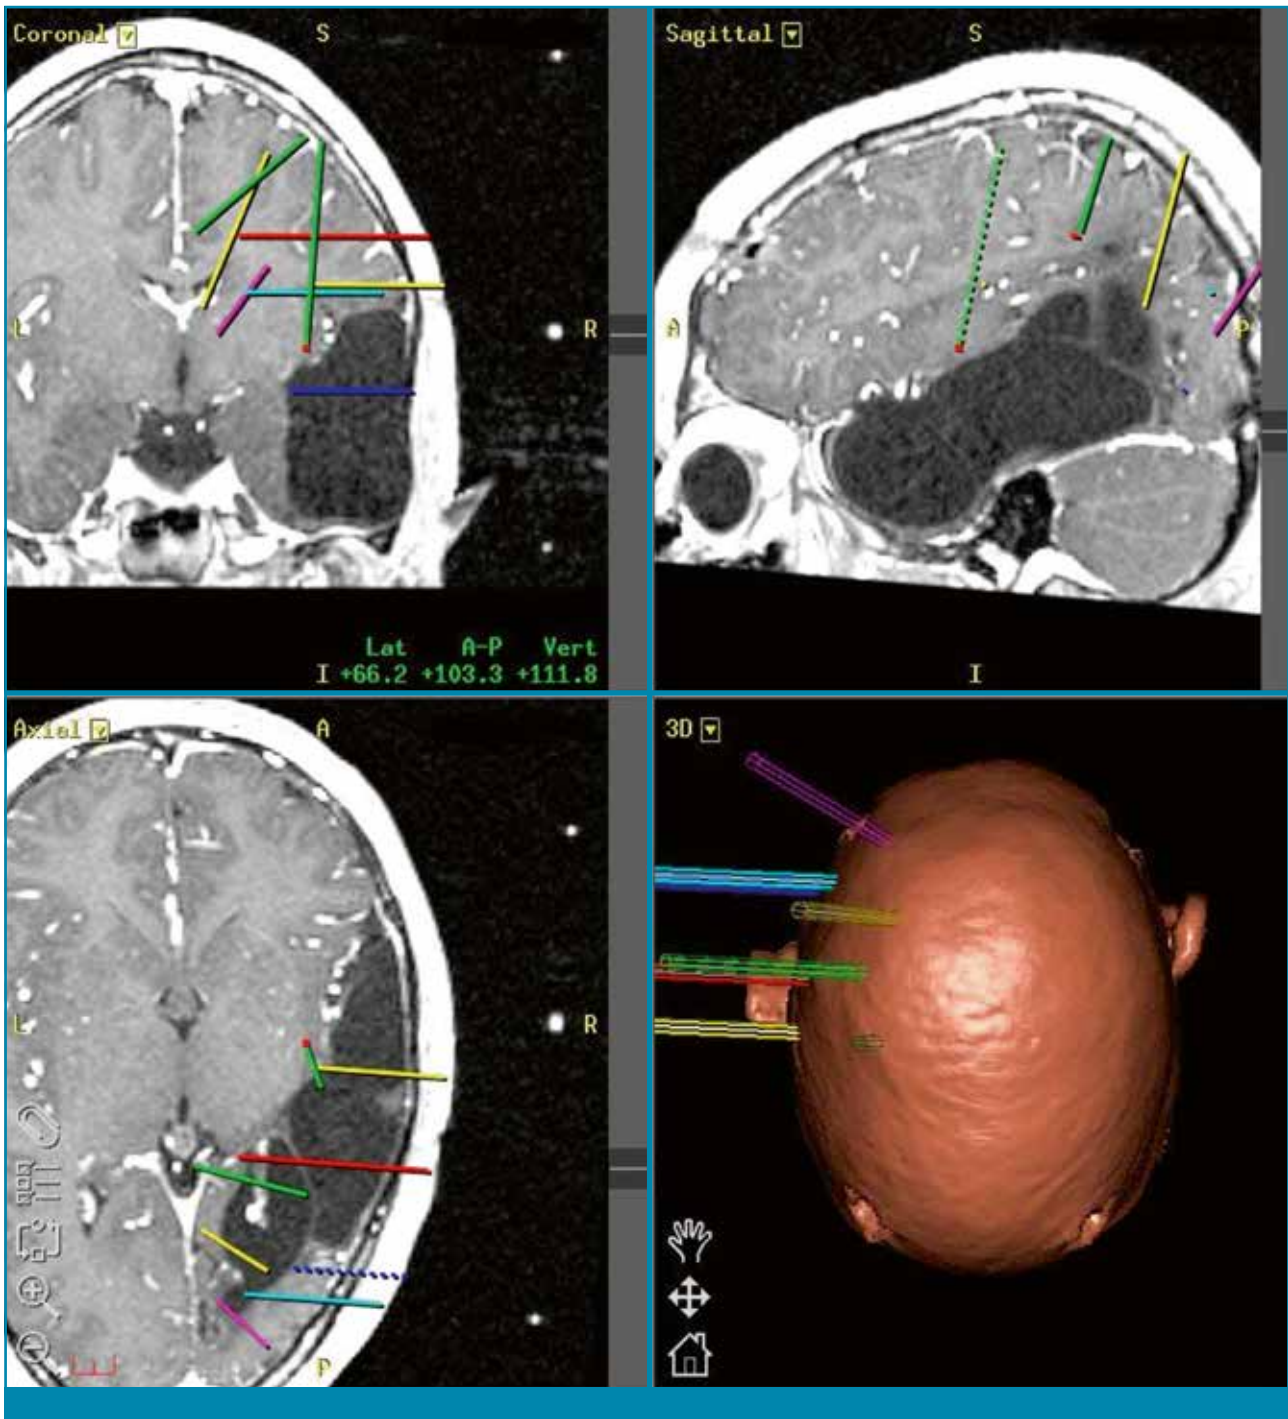 Coronal
S
L
R
Lat A-P Vert
I +66.2 +103.3 +111.8
Sagittal
S
A
P
I
Axial
A
L
R
P
3D